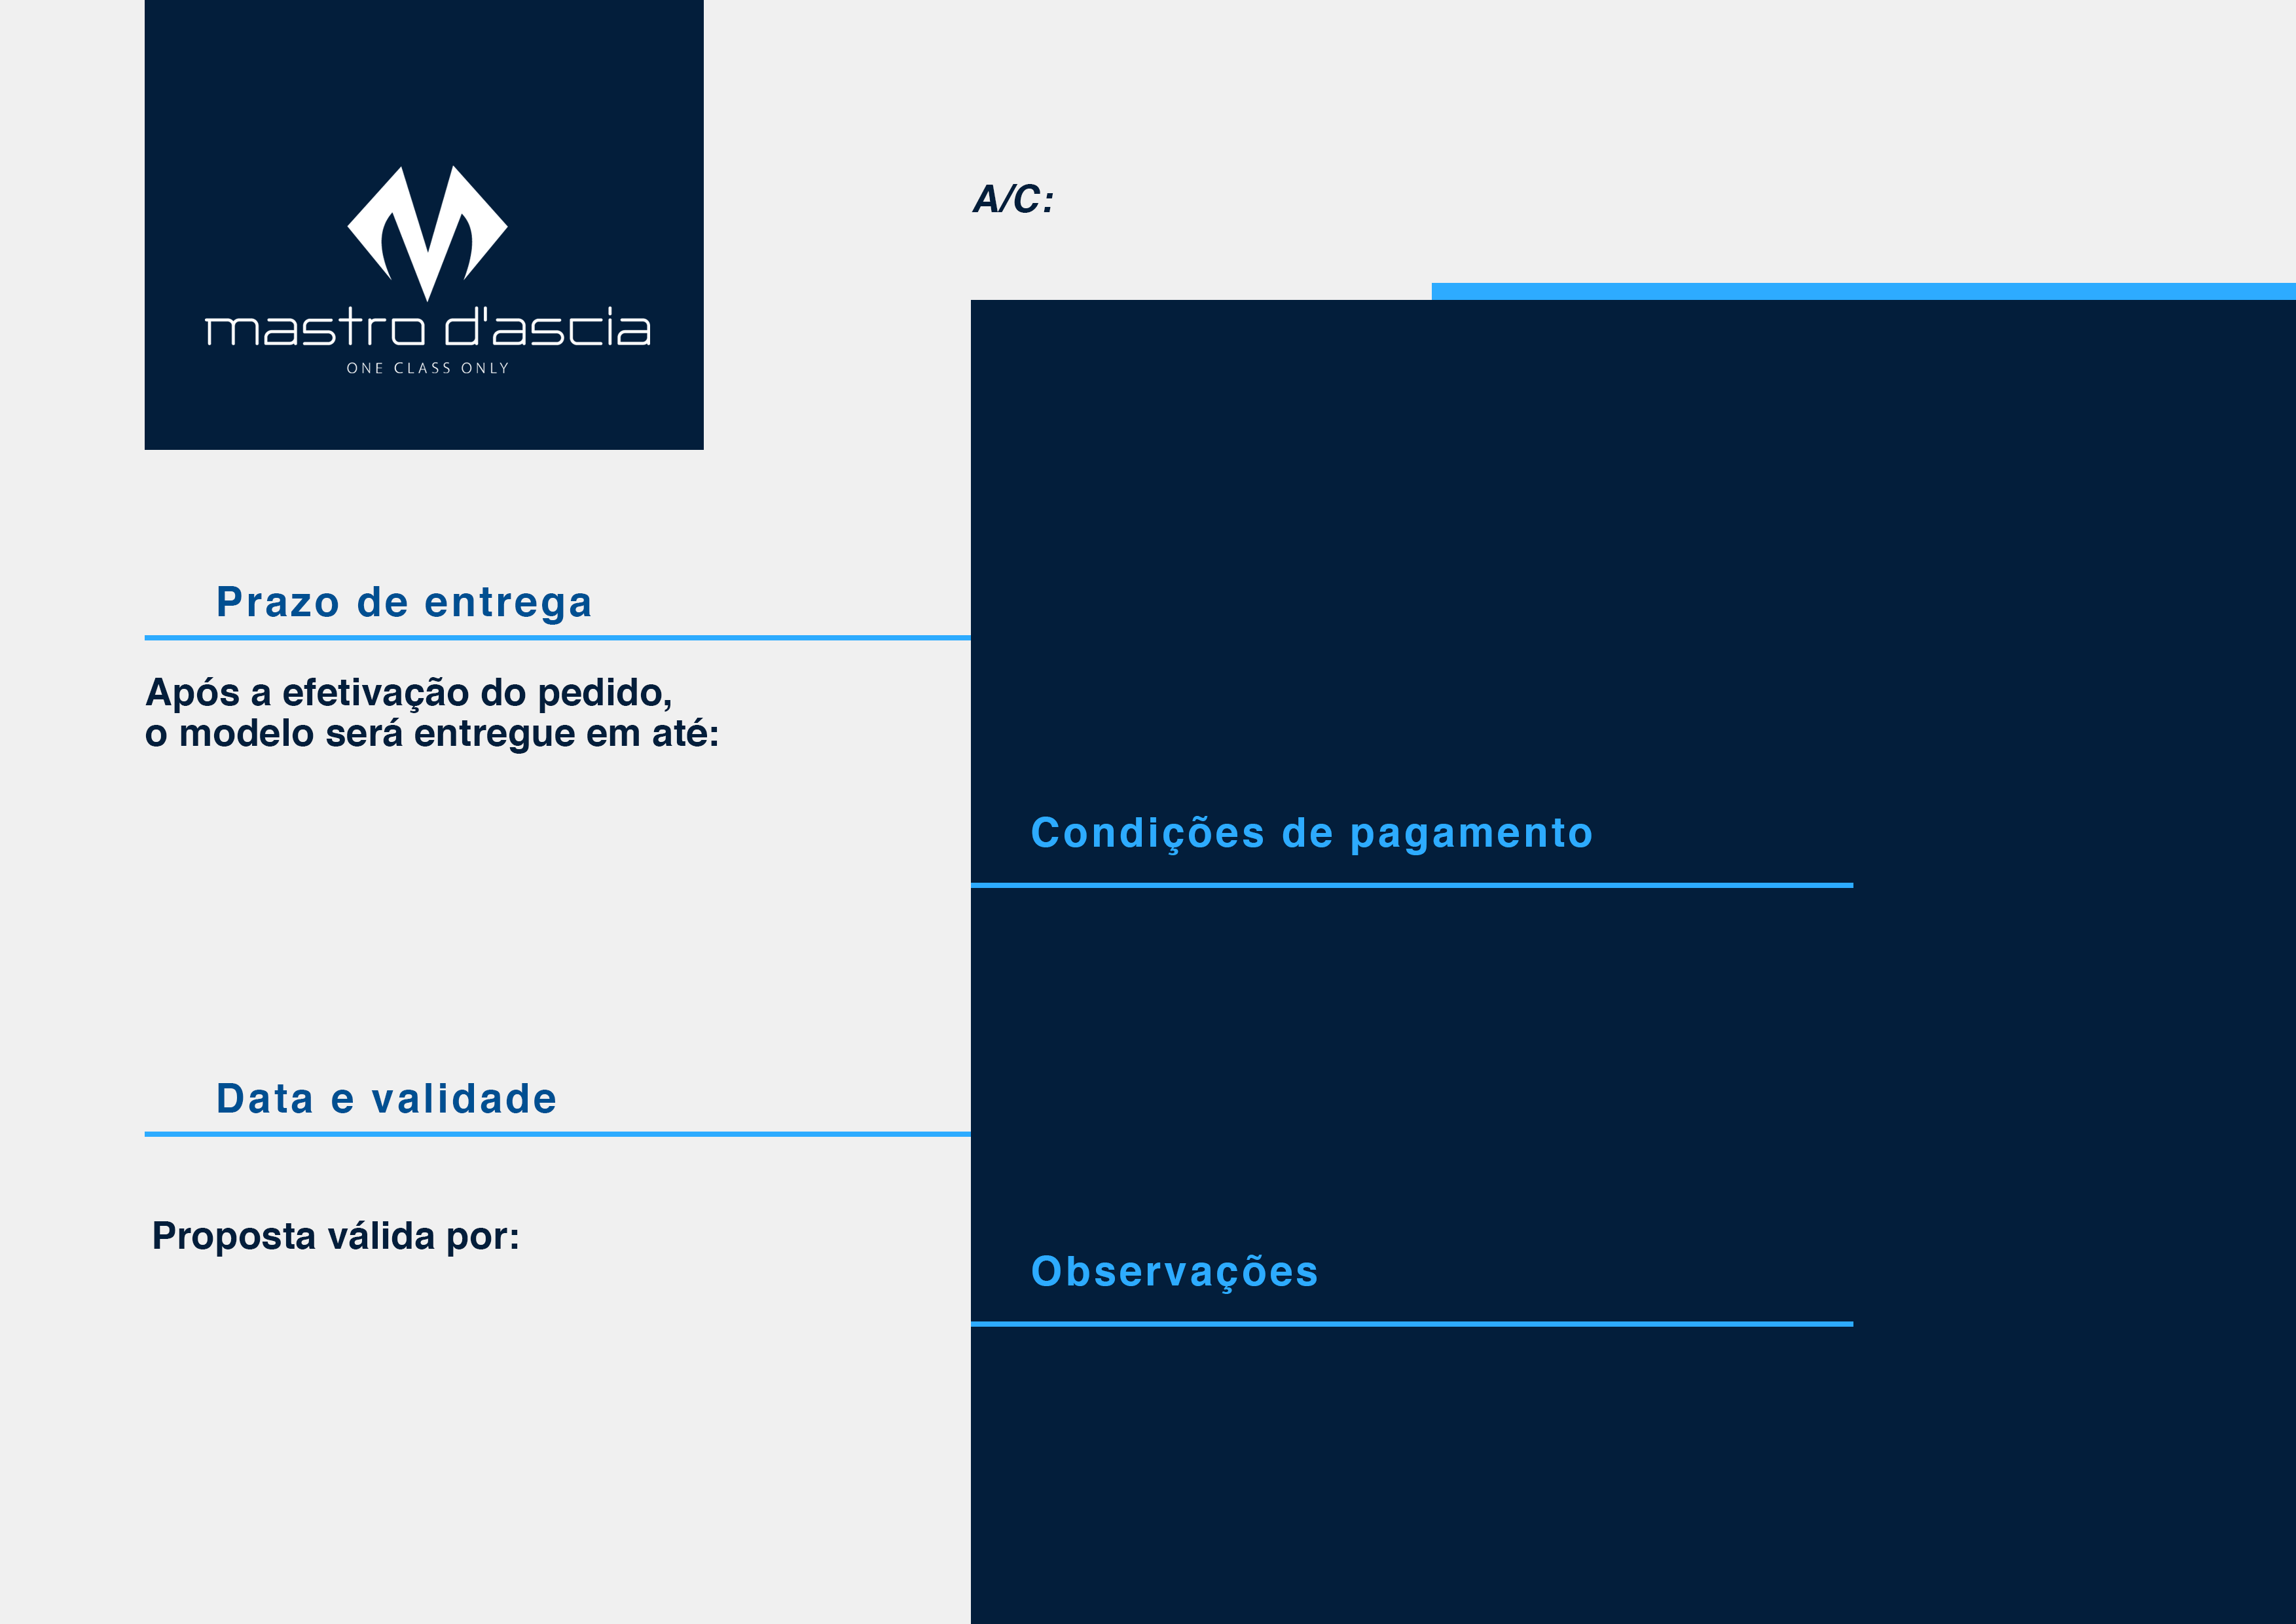 mastro d'ascia
ONE CLASS ONLY
A/C:
Prazo de entrega
Após a efetivação do pedido,
o modelo será entregue em até:
Condições de pagamento
Data e validade
Proposta válida por:
Observações